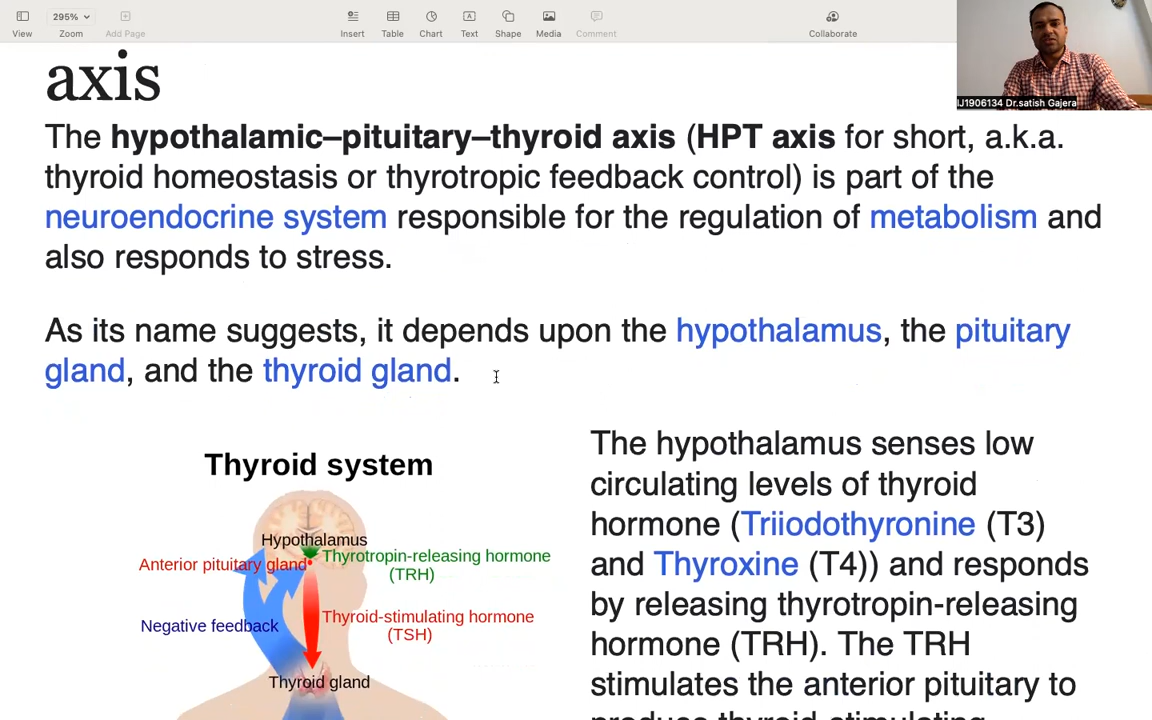 295%
View
Zoom
Add Page
Insert
Table
Chart
Text
Shape
Media
Comment
Collaborate
IJ1906134 Dr.satish Gajera
axis
The hypothalamic–pituitary–thyroid axis (HPT axis for short, a.k.a.
thyroid homeostasis or thyrotropic feedback control) is part of the
neuroendocrine system responsible for the regulation of metabolism and
also responds to stress.
As its name suggests, it depends upon the hypothalamus, the pituitary
gland, and the thyroid gland.
Thyroid system
Hypothalamus
Anterior pituitary gland
Thyrotropin-releasing hormone
(TRH)
Thyroid-stimulating hormone
(TSH)
Negative feedback
Thyroid gland
The hypothalamus senses low
circulating levels of thyroid
hormone (Triiodothyronine (T3)
and Thyroxine (T4)) and responds
by releasing thyrotropin-releasing
hormone (TRH). The TRH
stimulates the anterior pituitary to
produce thyroid-stimulating